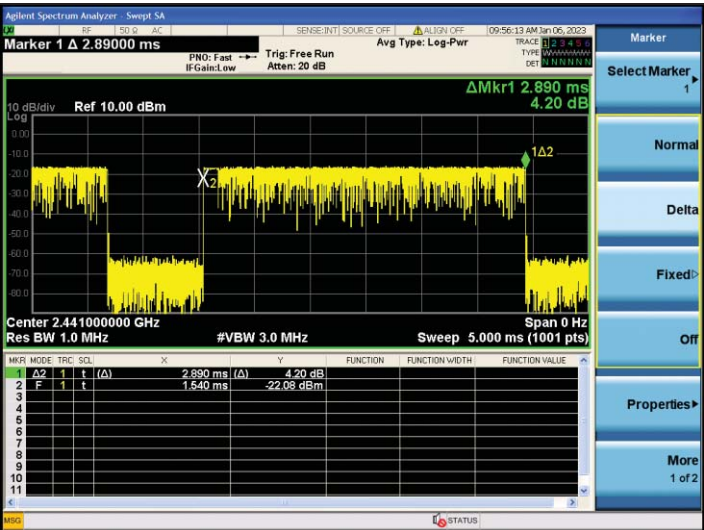 Agilent Spectrum Analyzer - Swept SA
RF 50 Ω AC SENSE:INT SOURCE OFF ALIGN OFF 09:56:13 AM Jan 06, 2023
Marker 1 Δ 2.89000 ms
PNO: Fast Trig: Free Run Avg Type: Log-Pwr TRACE 1 2 3 4 5 6
TYPE
IFGain:Low Atten: 20 dB DET N N N N N N
ΔMkr1 2.890 ms
4.20 dB
10 dB/div Ref 10.00 dBm
Log
0.00
-10.0
-20.0
-30.0
-40.0
-50.0
-60.0
-70.0
-80.0
1Δ2
2
Center 2.441000000 GHz Span 0 Hz
Res BW 1.0 MHz #VBW 3.0 MHz Sweep 5.000 ms (1001 pts)
MKR MODE TRC SCL X Y FUNCTION FUNCTION WIDTH FUNCTION VALUE
1 Δ2 1 t (Δ) 2.890 ms (Δ) 4.20 dB
2 F 1 t 1.540 ms -22.08 dBm
3
4
5
6
7
8
9
10
11
MSG STATUS
Marker
Select Marker
1
Normal
Delta
Fixed
Off
Properties
More
1 of 2